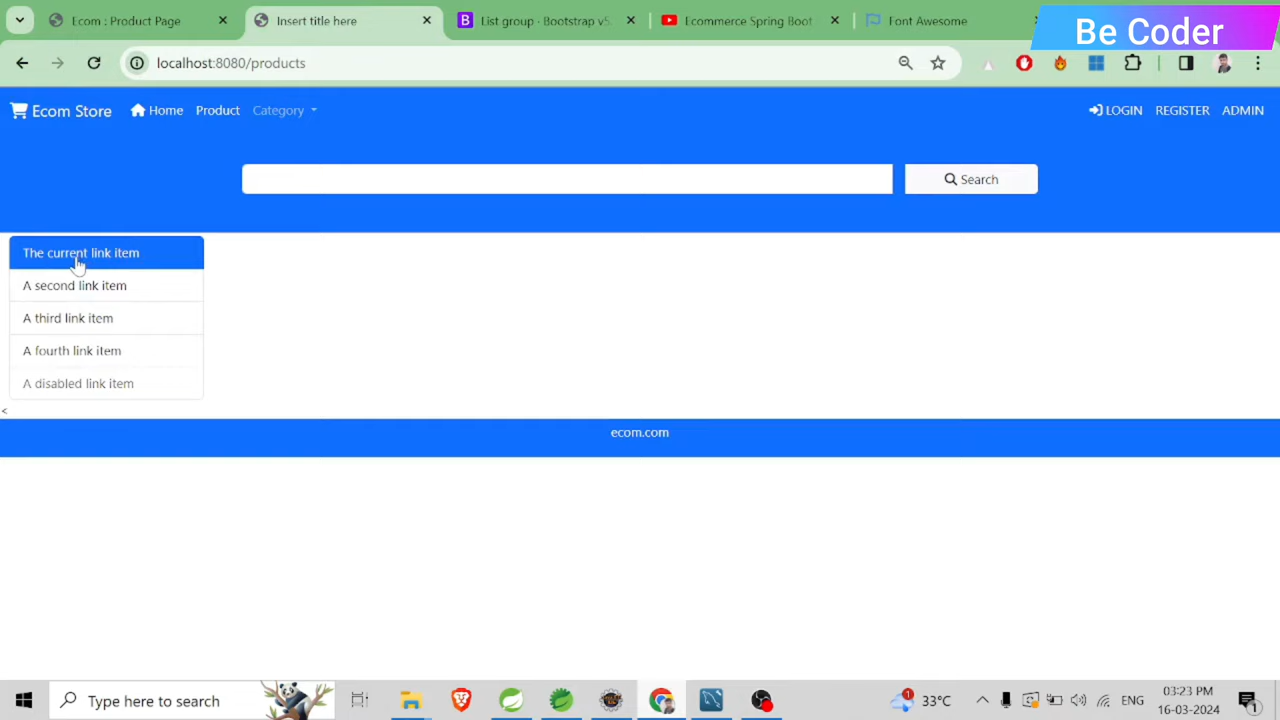 Ecom : Product Page
Insert title here
List group · Bootstrap v5.
Ecommerce Spring Boot
Font Awesome
Be Coder
localhost:8080/products
Ecom Store
Home
Product
Category
LOGIN
REGISTER
ADMIN
Search
The current link item
A second link item
A third link item
A fourth link item
A disabled link item
<
ecom.com
Type here to search
1
33°C
ENG
03:23 PM
16-03-2024
1